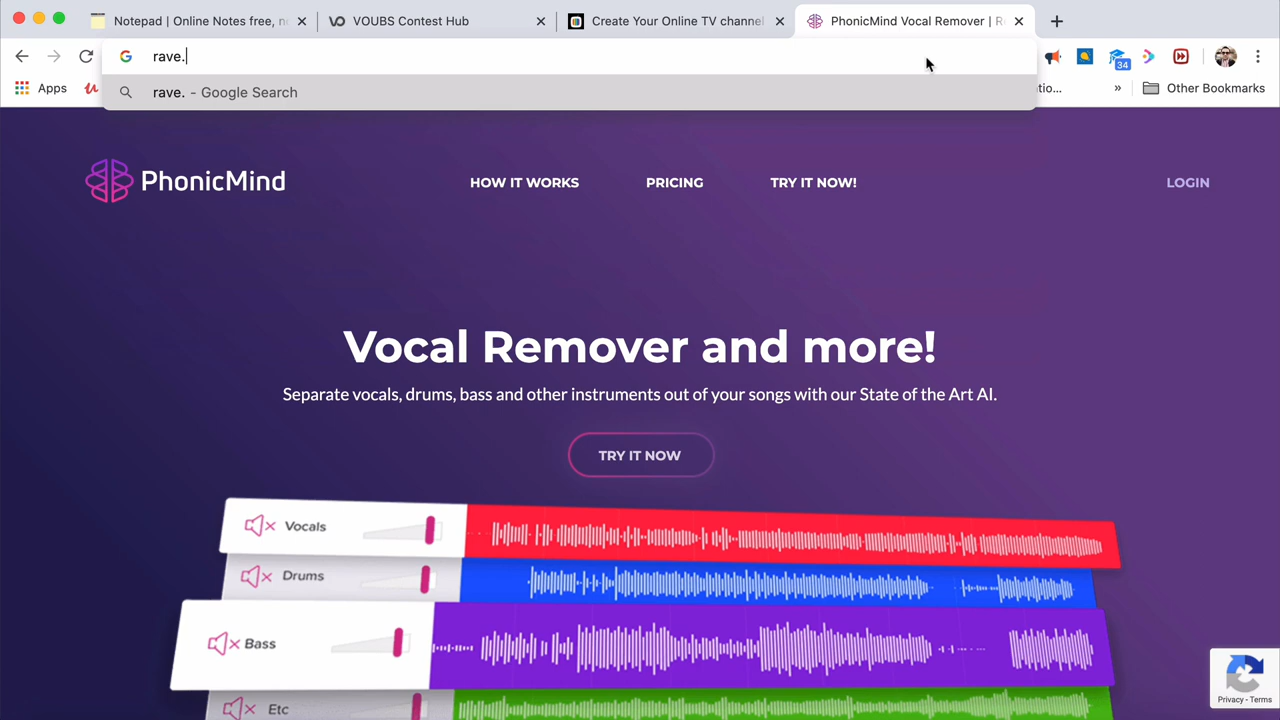 Notepad | Online Notes free, n
VOUBS Contest Hub
Create Your Online TV channel
PhonicMind Vocal Remover | R
rave.
34
Apps
Other Bookmarks
rave. - Google Search
PhonicMind
HOW IT WORKS
PRICING
TRY IT NOW!
LOGIN
Vocal Remover and more!
Separate vocals, drums, bass and other instruments out of your songs with our State of the Art AI.
TRY IT NOW
Vocals
Drums
Bass
Etc
Privacy - Terms